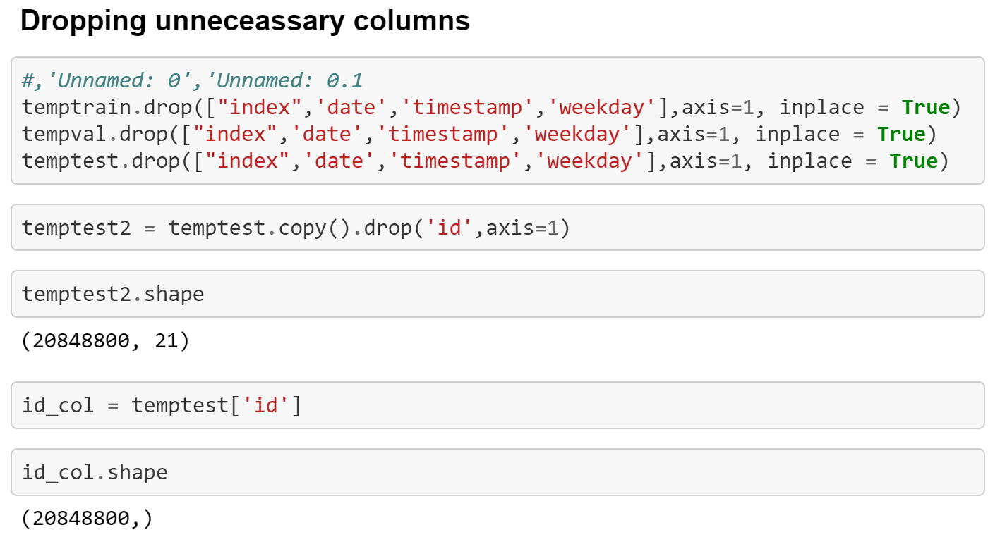 Dropping unneceassary columns
#,'Unnamed: 0','Unnamed: 0.1
temptrain.drop(["index",'date','timestamp','weekday'],axis=1, inplace = True)
tempval.drop(["index",'date','timestamp','weekday'],axis=1, inplace = True)
temptest.drop(["index",'date','timestamp','weekday'],axis=1, inplace = True)
temptest2 = temptest.copy().drop('id',axis=1)
temptest2.shape
(20848800, 21)
id_col = temptest['id']
id_col.shape
(20848800,)